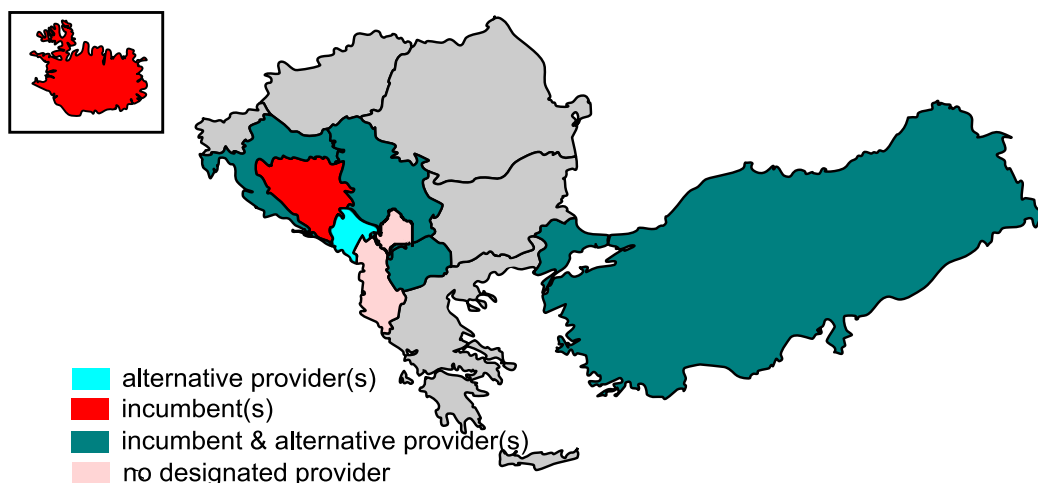 alternative provider(s)
incumbent(s)
incumbent & alternative provider(s)
no designated provider